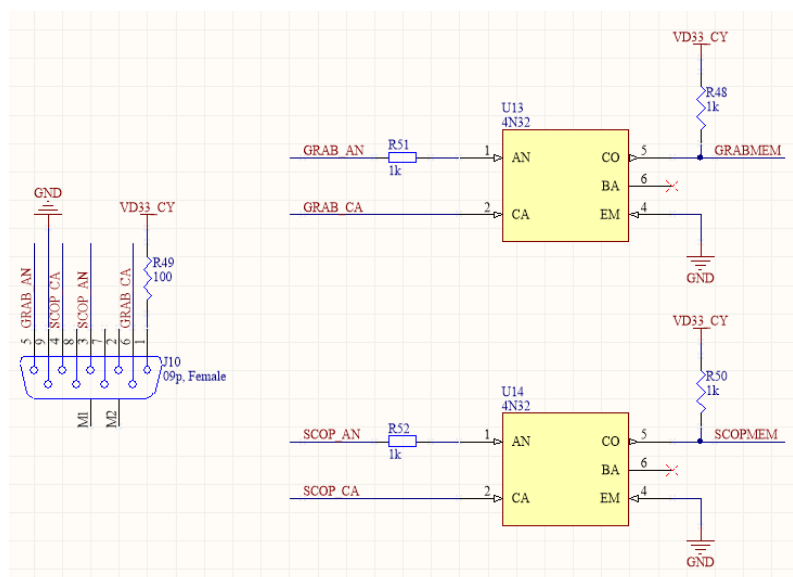 VD33_CY
R48
1k
U13
4N32
GRAB_AN
R51
1k
1
AN
CO
5
GRABMEM
BA
6
GRAB_CA
2
CA
EM
4
GND
GND
VD33_CY
R49
100
GRAB_AN
SCOP_CA
SCOP_AN
GRAB_CA
5
9
4
8
3
7
2
6
1
J10
09p, Female
M1
M2
VD33_CY
R50
1k
U14
4N32
SCOP_AN
R52
1k
1
AN
CO
5
SCOPMEM
BA
6
SCOP_CA
2
CA
EM
4
GND